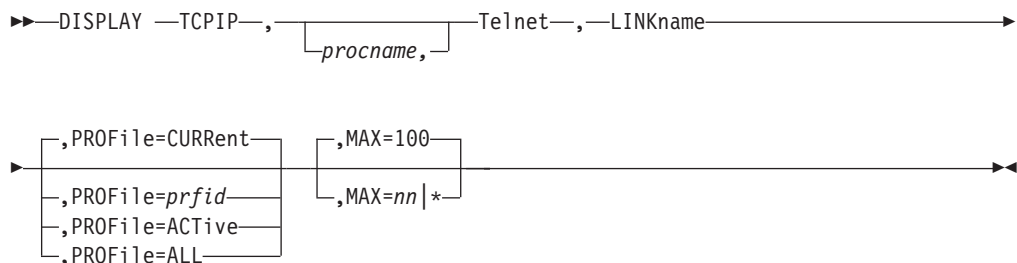 DISPLAY TCPIP , Telnet , LINKname
procname,
,PROFile=CURRent ,MAX=100
,PROFile=prfid ,MAX=nn|*
,PROFile=ACTive
,PROFile=ALL